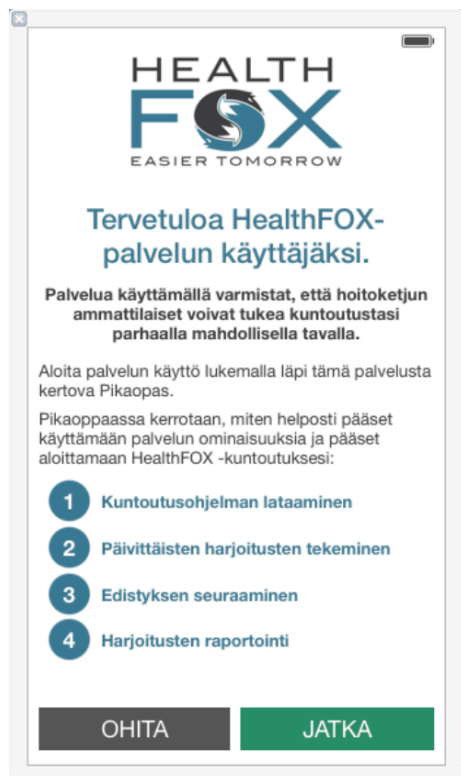 HEALTH
FOX
EASIER TOMORROW
Tervetuloa HealthFOX-
palvelun käyttäjäksi.
Palvelua käyttämällä varmistat, että hoitoketjun
ammattilaiset voivat tukea kuntoutustasi
parhaalla mahdollisella tavalla.
Aloita palvelun käyttö lukemalla läpi tämä palvelusta
kertova Pikaopas.
Pikaoppaassa kerrotaan, miten helposti pääset
käyttämään palvelun ominaisuuksia ja pääset
aloittamaan HealthFOX -kuntoutuksesi:
1 Kuntoutusohjelman lataaminen
2 Päivittäisten harjoitusten tekeminen
3 Edistyksen seuraaminen
4 Harjoitusten raportointi
OHITA JATKA